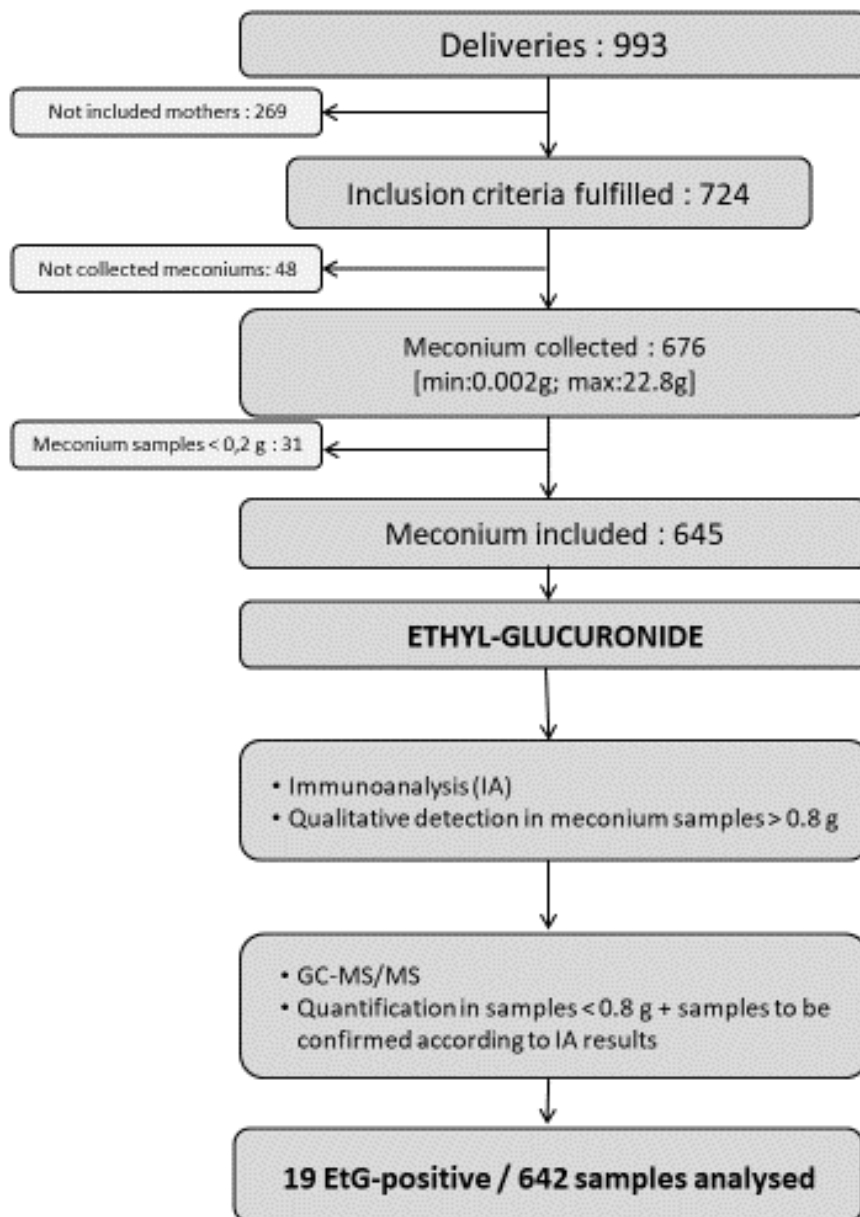 Deliveries : 993
Not included mothers : 269
Inclusion criteria fulfilled : 724
Not collected meconiums: 48
Meconium collected : 676
[min:0.002g; max:22.8g]
Meconium samples < 0,2 g : 31
Meconium included : 645
ETHYL-GLUCURONIDE
• Immunoanalysis (IA)
• Qualitative detection in meconium samples > 0.8 g
• GC-MS/MS
• Quantification in samples < 0.8 g + samples to be
confirmed according to IA results
19 EtG-positive / 642 samples analysed